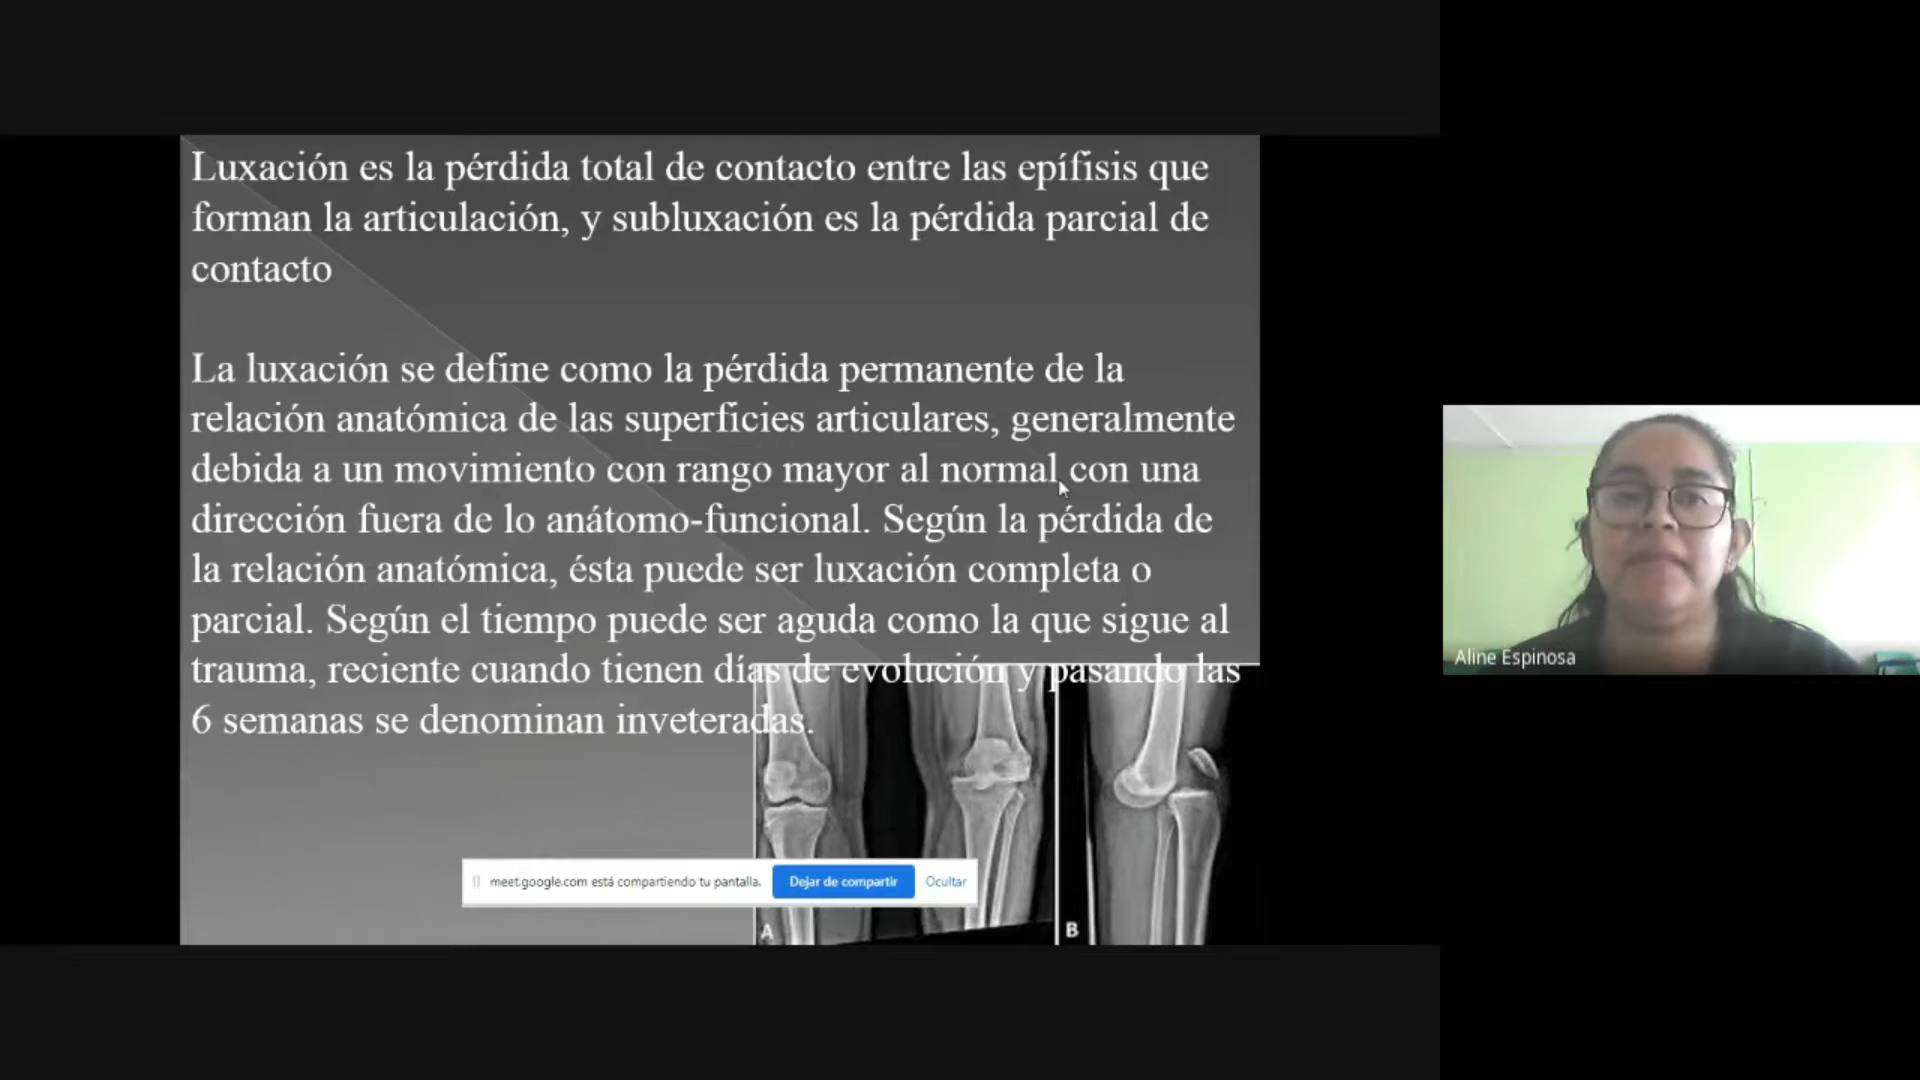 Luxación es la pérdida total de contacto entre las epífisis que
forman la articulación, y subluxación es la pérdida parcial de
contacto
La luxación se define como la pérdida permanente de la
relación anatómica de las superficies articulares, generalmente
debida a un movimiento con rango mayor al normal con una
dirección fuera de lo anátomo-funcional. Según la pérdida de
la relación anatómica, ésta puede ser luxación completa o
parcial. Según el tiempo puede ser aguda como la que sigue al
trauma, reciente cuando tienen días de evolución y pasando las
6 semanas se denominan inveteradas.
meet.google.com está compartiendo tu pantalla.
Dejar de compartir
Ocultar
A
B
Aline Espinosa